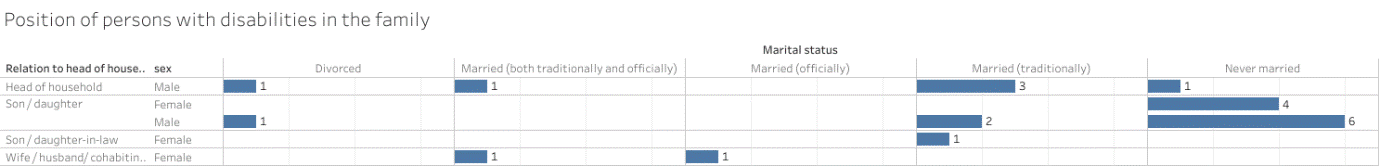 Position of persons with disabilities in the family
Marital status
Relation to head of house.. sex Divorced Married (both traditionally and officially) Married (officially) Married (traditionally) Never married
Head of household Male 1 1 3 1
Son / daughter Female 4
Male 1 2 6
Son / daughter-in-law Female 1
Wife / husband/ cohabitin.. Female 1 1